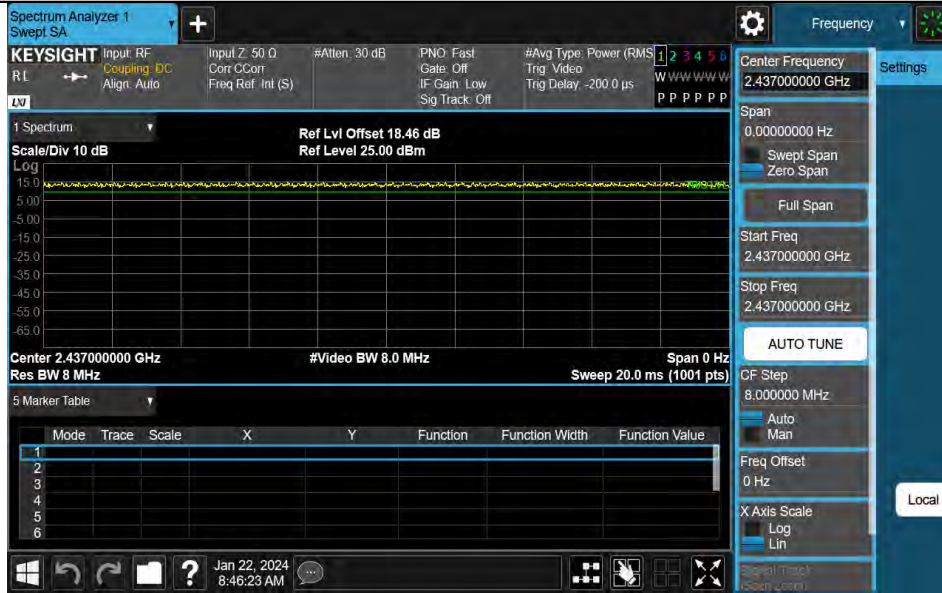 Spectrum Analyzer 1
Swept SA
+
Frequency
KEYSIGHT
RL
LXI
Input: RF
Coupling: DC
Align: Auto
Input Z: 50 Ω
Corr CCorr
Freq Ref: Int (S)
#Atten: 30 dB
PNO: Fast
Gate: Off
IF Gain: Low
Sig Track: Off
#Avg Type: Power (RMS
Trig: Video
Trig Delay: -200.0 µs
1 2 3 4 5 6
W W W W W W
P P P P P P
1 Spectrum
Scale/Div 10 dB
Ref Lvl Offset 18.46 dB
Ref Level 25.00 dBm
Log
15.0
5.00
-5.00
-15.0
-25.0
-35.0
-45.0
-55.0
-65.0
Center 2.437000000 GHz
#Video BW 8.0 MHz
Span 0 Hz
Res BW 8 MHz
Sweep 20.0 ms (1001 pts)
5 Marker Table
Mode Trace Scale X Y Function Function Width Function Value
1
2
3
4
5
6
Jan 22, 2024
8:46:23 AM
?
Center Frequency
2.437000000 GHz
Settings
Span
0.00000000 Hz
Swept Span
Zero Span
Full Span
Start Freq
2.437000000 GHz
Stop Freq
2.437000000 GHz
AUTO TUNE
CF Step
8.000000 MHz
Auto
Man
Freq Offset
0 Hz
Local
X Axis Scale
Log
Lin
Signal Track
(Span Zoom)